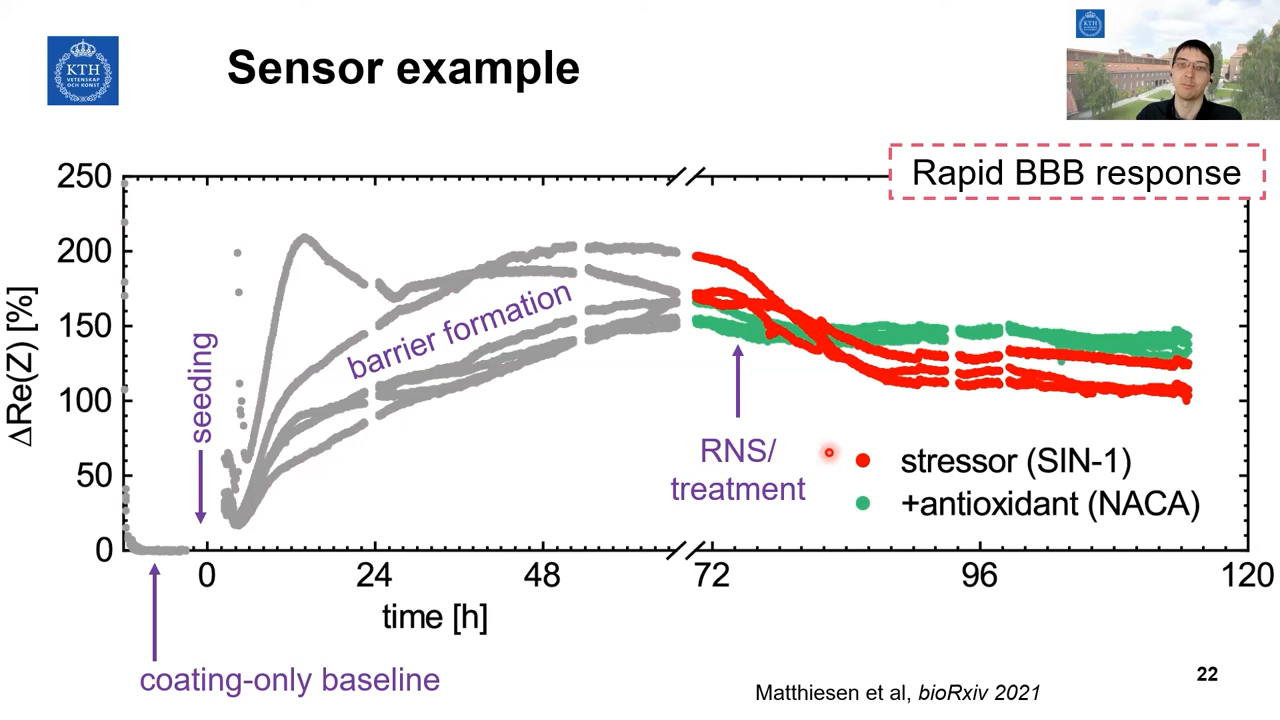 KTH
VETENSKAP
OCH KONST
Sensor example
KTH
Rapid BBB response
250
200
150
100
50
0
ΔRe(Z) [%]
seeding
barrier formation
RNS/
treatment
stressor (SIN-1)
+antioxidant (NACA)
0 24 48 72 96 120
time [h]
coating-only baseline
22
Matthiesen et al, bioRxiv 2021